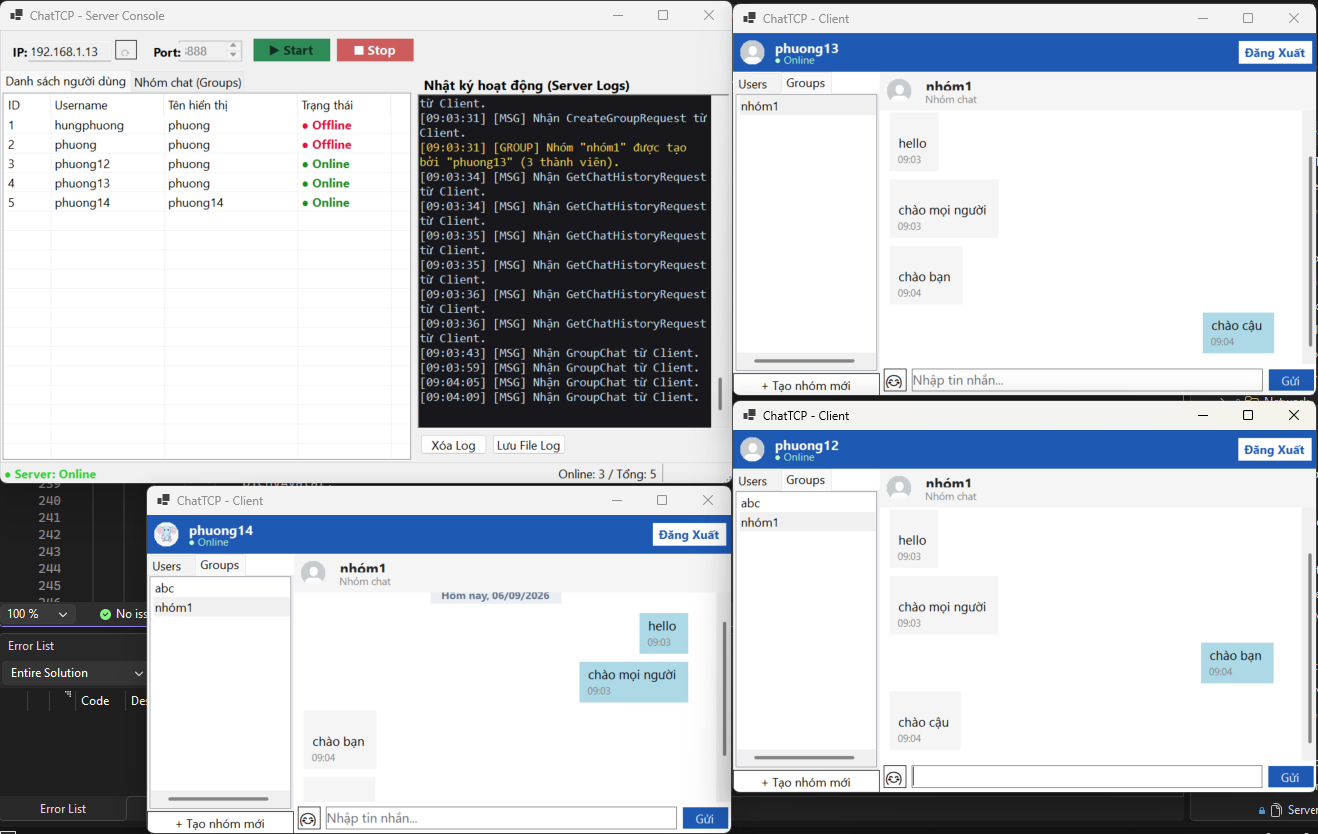 ChatTCP - Server Console
IP: 192.168.1.13
Port:
888
▶ Start
■ Stop
Danh sách người dùng
Nhóm chat (Groups)
ID Username Tên hiển thị Trạng thái
1 hungphuong phuong ● Offline
2 phuong phuong ● Offline
3 phuong12 phuong ● Online
4 phuong13 phuong ● Online
5 phuong14 phuong14 ● Online
Nhật ký hoạt động (Server Logs)
từ Client.
[09:03:31] [MSG] Nhận CreateGroupRequest từ
Client.
[09:03:31] [GROUP] Nhóm "nhóm1" được tạo
bởi "phuong13" (3 thành viên).
[09:03:34] [MSG] Nhận GetChatHistoryRequest
từ Client.
[09:03:34] [MSG] Nhận GetChatHistoryRequest
từ Client.
[09:03:35] [MSG] Nhận GetChatHistoryRequest
từ Client.
[09:03:35] [MSG] Nhận GetChatHistoryRequest
từ Client.
[09:03:36] [MSG] Nhận GetChatHistoryRequest
từ Client.
[09:03:36] [MSG] Nhận GetChatHistoryRequest
từ Client.
[09:03:43] [MSG] Nhận GroupChat từ Client.
[09:03:59] [MSG] Nhận GroupChat từ Client.
[09:04:05] [MSG] Nhận GroupChat từ Client.
[09:04:09] [MSG] Nhận GroupChat từ Client.
Xóa Log
Lưu File Log
● Server: Online
Online: 3 / Tổng: 5
ChatTCP - Client
phuong13
● Online
Đăng Xuất
Users
Groups
nhóm1
nhóm1
Nhóm chat
hello
09:03
chào mọi người
09:03
chào bạn
09:04
chào cậu
09:04
+ Tạo nhóm mới
Nhập tin nhắn...
Gửi
ChatTCP - Client
phuong12
● Online
Đăng Xuất
Users
Groups
abc
nhóm1
nhóm1
Nhóm chat
hello
09:03
chào mọi người
09:03
chào bạn
09:04
chào cậu
09:04
+ Tạo nhóm mới
Gửi
ChatTCP - Client
phuong14
● Online
Đăng Xuất
Users
Groups
abc
nhóm1
nhóm1
Nhóm chat
Hôm nay, 06/09/2026
hello
09:03
chào mọi người
09:03
chào bạn
09:04
+ Tạo nhóm mới
Nhập tin nhắn...
Gửi
240
241
242
243
244
245
100 %
No iss
Error List
Entire Solution
Code
Des
Error List
Server